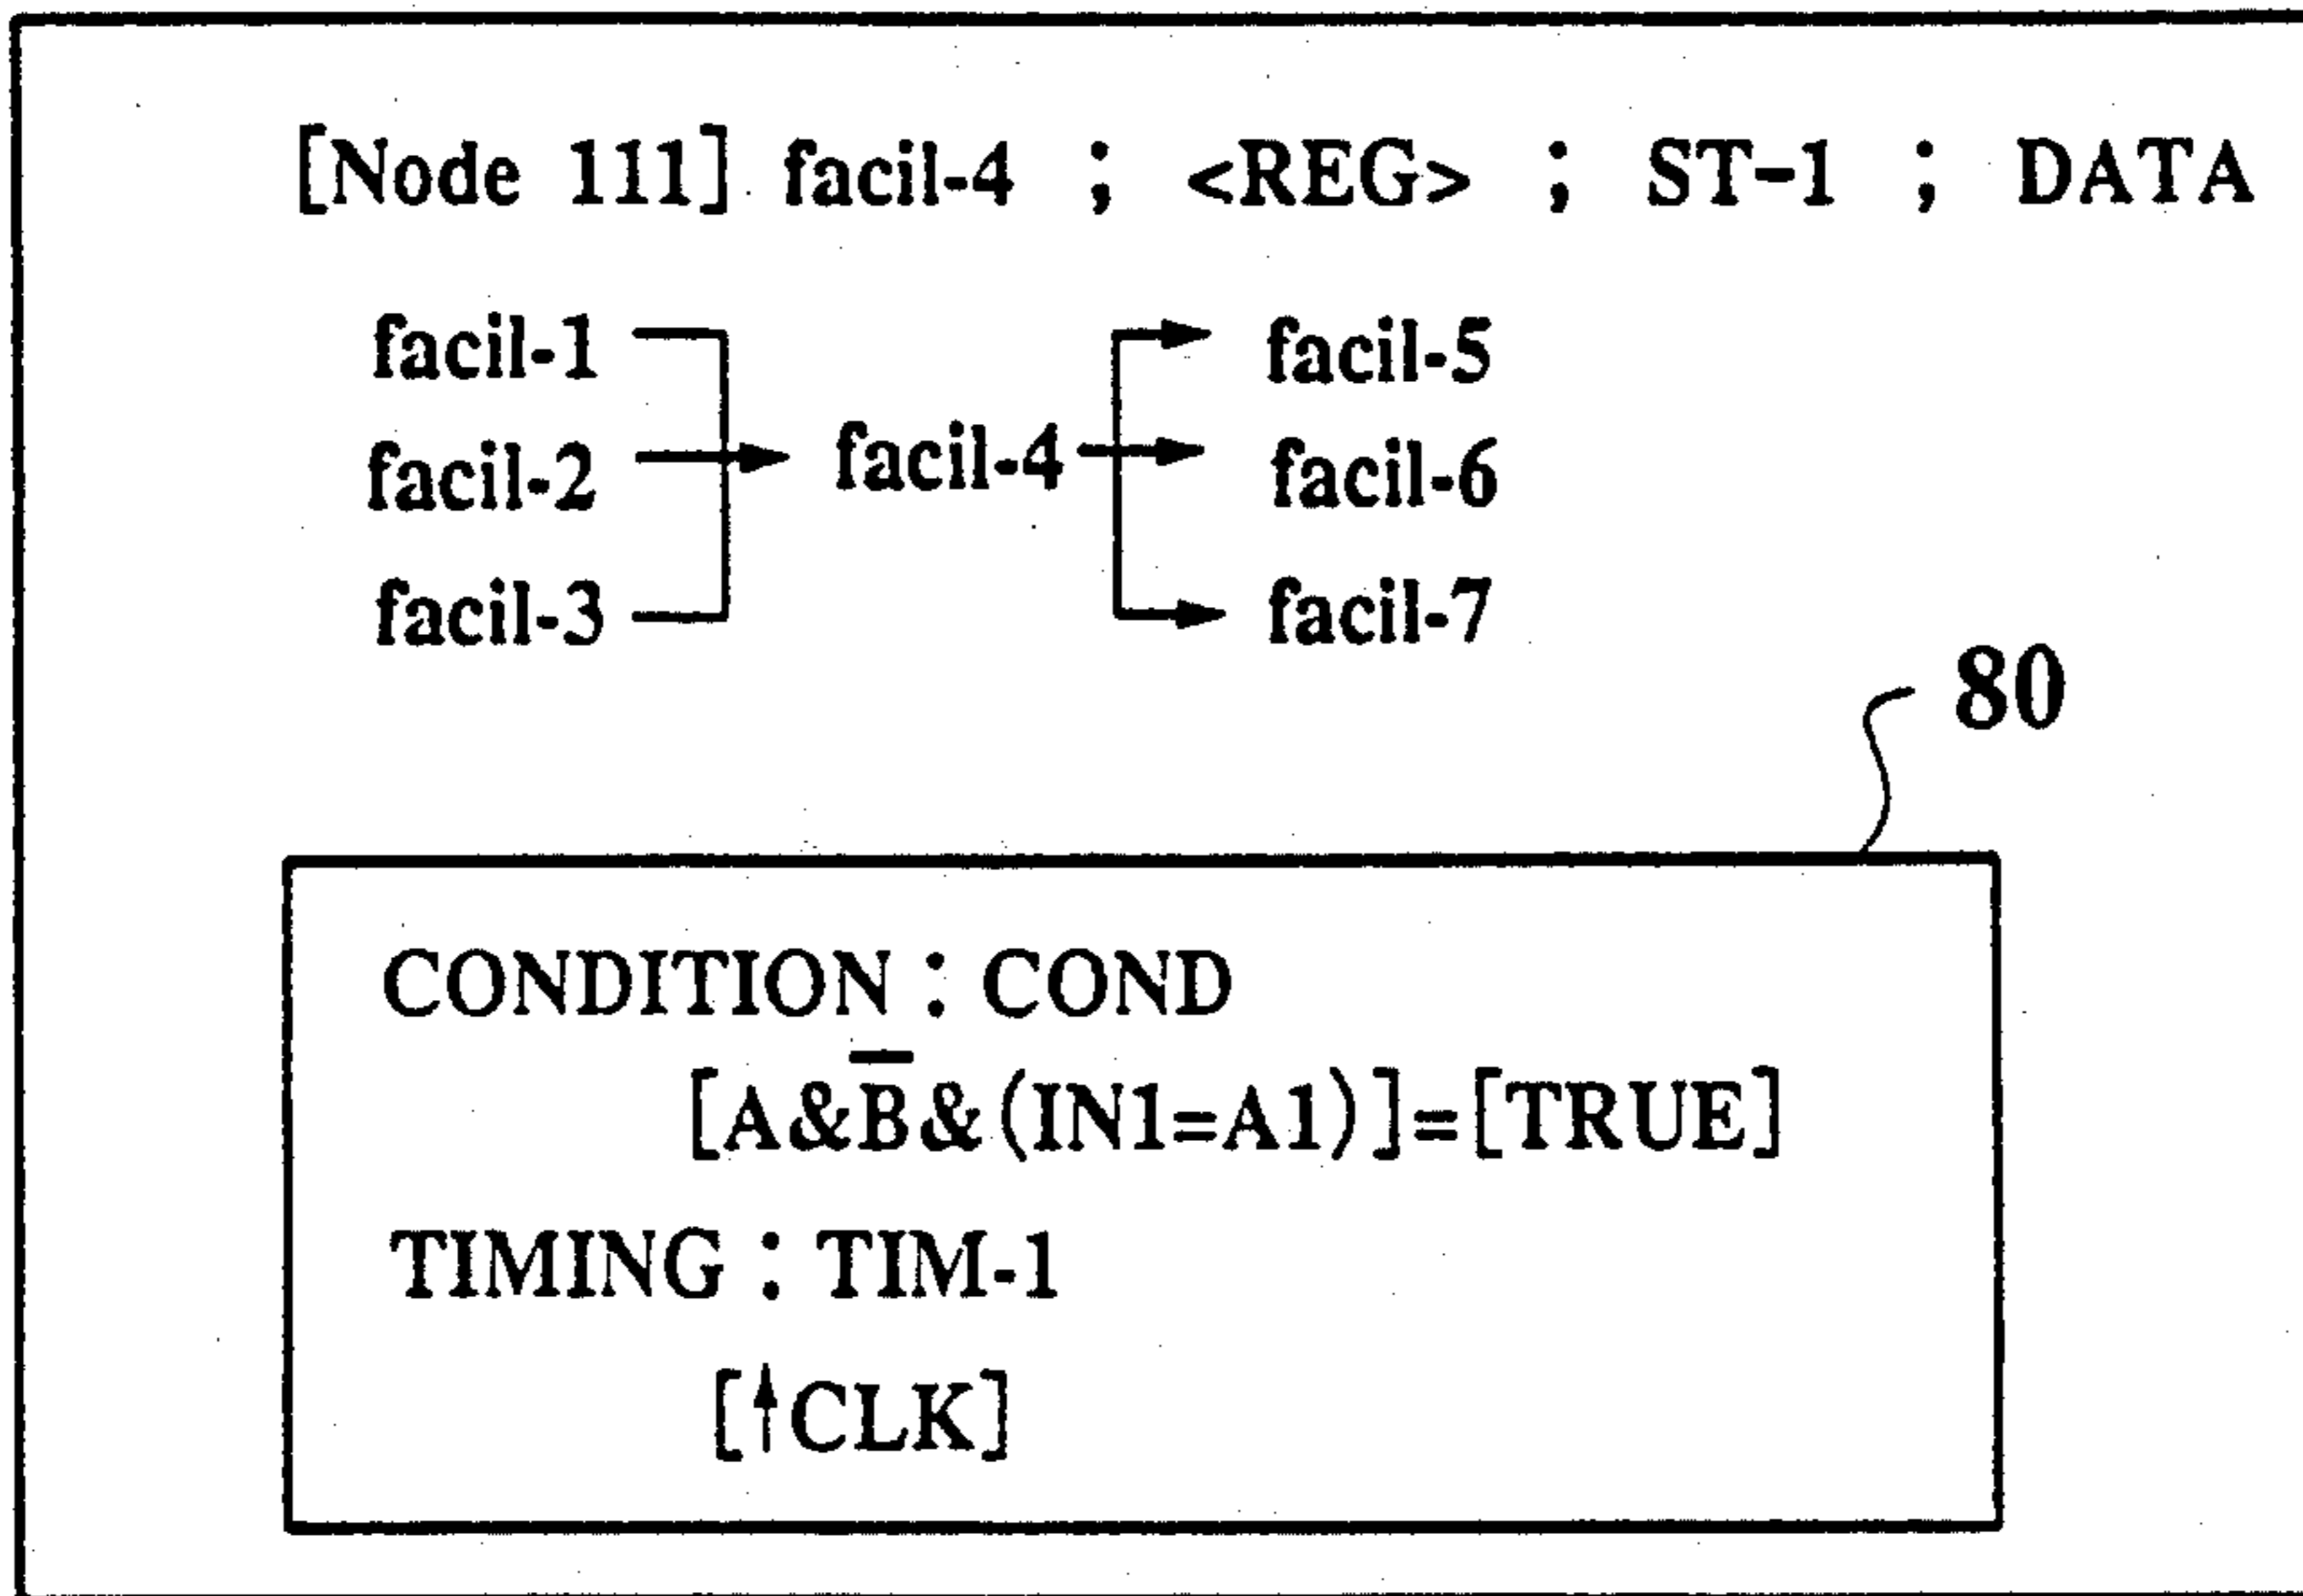 [Node 111] facil-4 ; <REG> ; ST-1 ; DATA
facil-1 facil-5
facil-2 facil-4 facil-6
facil-3 facil-7
80
CONDITION : COND
[A&B̅&(IN1=A1)]=[TRUE]
TIMING : TIM-1
[↑CLK]